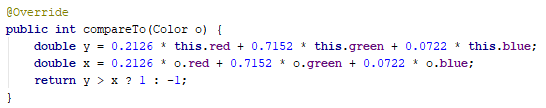 @Override
public int compareTo(Color o) {
    double y = 0.2126 * this.red + 0.7152 * this.green + 0.0722 * this.blue;
    double x = 0.2126 * o.red + 0.7152 * o.green + 0.0722 * o.blue;
    return y > x ? 1 : -1;
}